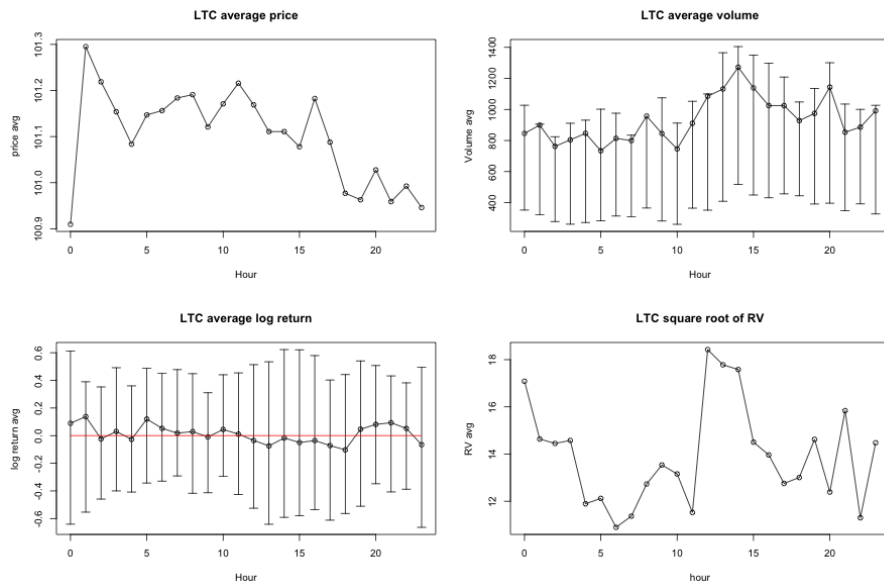 LTC average price
price avg
101.3
101.2
101.1
101.0
100.9
0 5 10 15 20
Hour
LTC average volume
Volume avg
1400
1200
1000
800
600
400
0 5 10 15 20
Hour
LTC average log return
log return avg
0.6
0.4
0.2
0.0
-0.2
-0.4
-0.6
0 5 10 15 20
Hour
LTC square root of RV
RV avg
18
16
14
12
0 5 10 15 20
hour